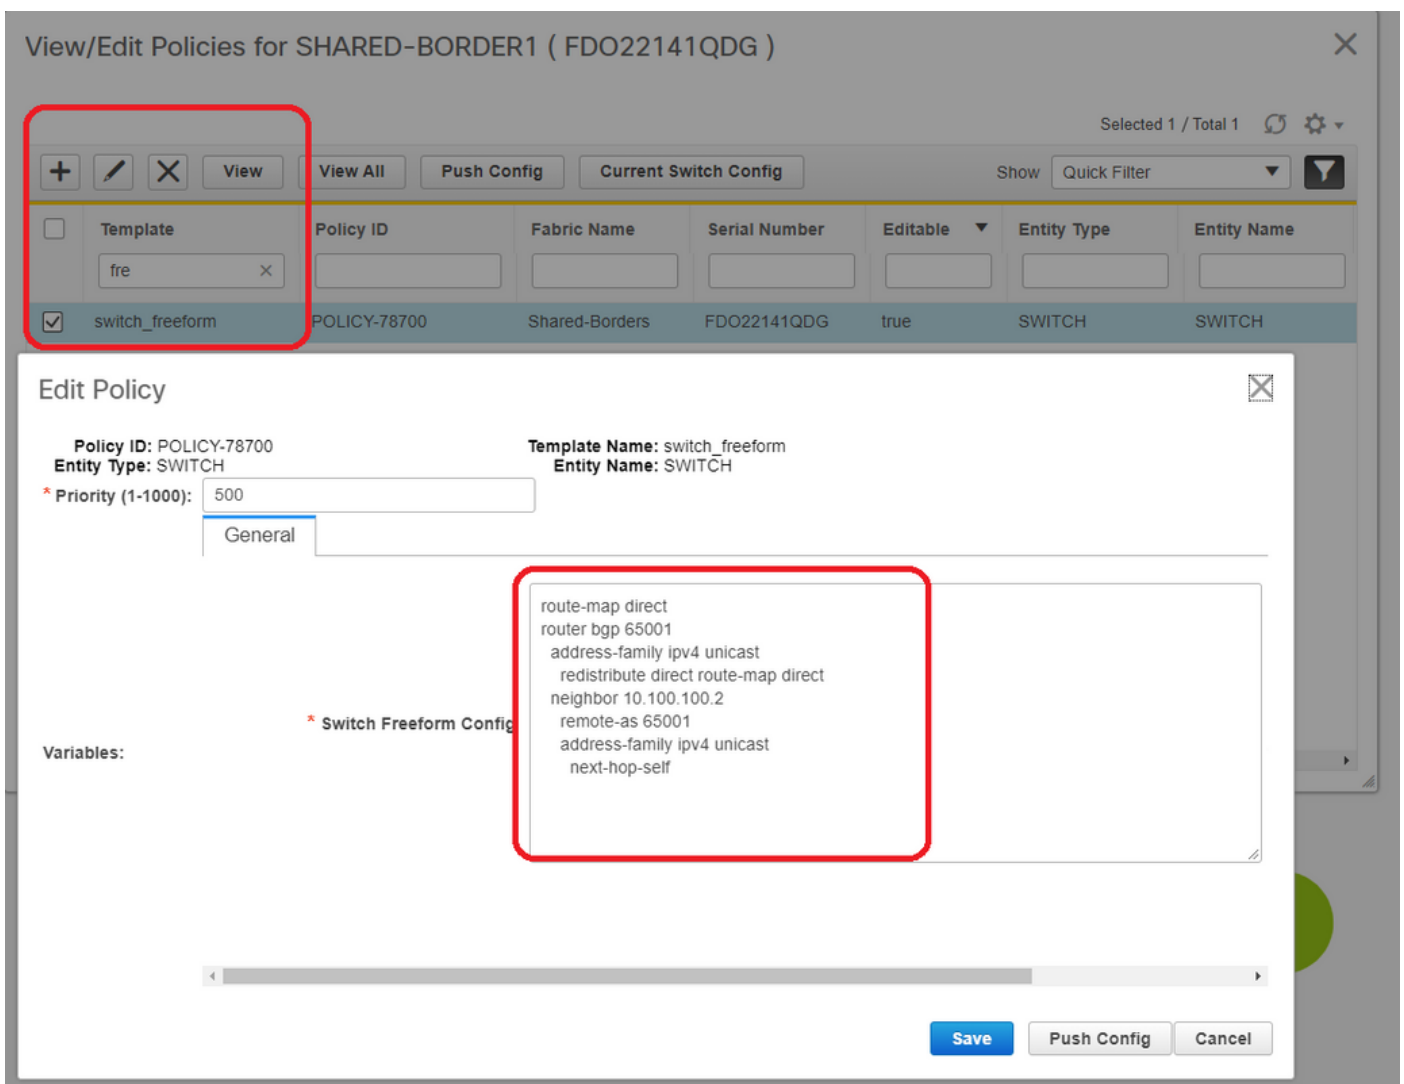 View/Edit Policies for SHARED-BORDER1 ( FDO22141QDG )
Selected 1 / Total 1
View View All Push Config Current Switch Config Show Quick Filter
Template Policy ID Fabric Name Serial Number Editable Entity Type Entity Name
fre
switch_freeform POLICY-78700 Shared-Borders FDO22141QDG true SWITCH SWITCH
Edit Policy
Policy ID: POLICY-78700 Template Name: switch_freeform
Entity Type: SWITCH Entity Name: SWITCH
* Priority (1-1000): 500
General
route-map direct
router bgp 65001
address-family ipv4 unicast
redistribute direct route-map direct
neighbor 10.100.100.2
remote-as 65001
address-family ipv4 unicast
next-hop-self
* Switch Freeform Config
Variables:
Save Push Config Cancel